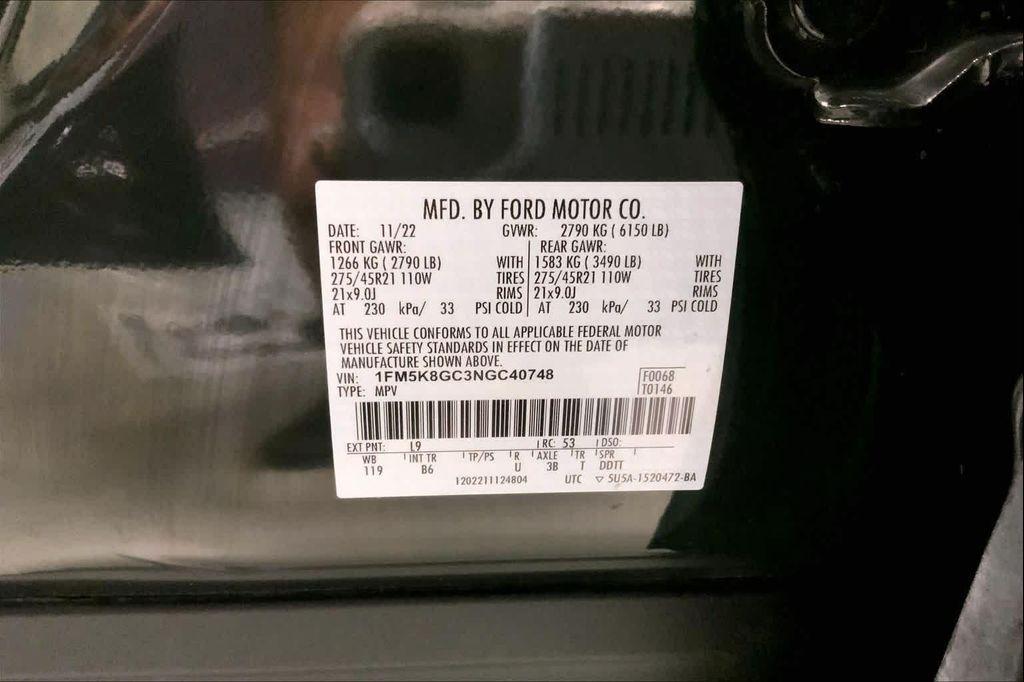 MFD. BY FORD MOTOR CO.
DATE: 11/22 GVWR: 2790 KG ( 6150 LB)
FRONT GAWR: REAR GAWR:
1266 KG ( 2790 LB) WITH 1583 KG ( 3490 LB) WITH
275/45R21 110W TIRES 275/45R21 110W TIRES
21x9.0J RIMS 21x9.0J RIMS
AT 230 kPa/ 33 PSI COLD AT 230 kPa/ 33 PSI COLD
THIS VEHICLE CONFORMS TO ALL APPLICABLE FEDERAL MOTOR
VEHICLE SAFETY STANDARDS IN EFFECT ON THE DATE OF
MANUFACTURE SHOWN ABOVE.
VIN: 1FM5K8GC3NGC40748 F0068
TYPE: MPV T0146
EXT PNT: L9 RC: 53 DSO:
WB INT TR TP/PS R AXLE TR SPR
119 B6 U 3B T DDTT
1202211124804 UTC ▽ 5U5A-1520472-BA